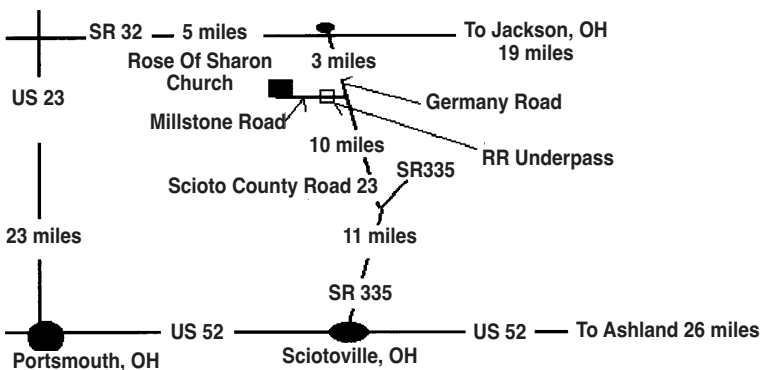 SR 32 5 miles
To Jackson, OH
19 miles
Rose Of Sharon
Church
3 miles
US 23
Germany Road
Millstone Road
10 miles
RR Underpass
SR335
Scioto County Road 23
23 miles
11 miles
SR 335
US 52
US 52
To Ashland 26 miles
Portsmouth, OH
Sciotoville, OH